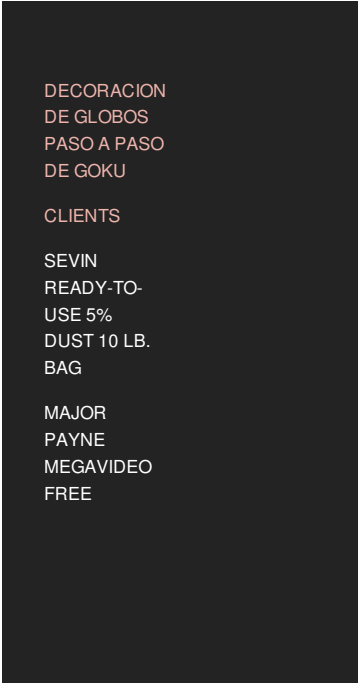 DECORACION
DE GLOBOS
PASO A PASO
DE GOKU
CLIENTS
SEVIN
READY-TO-
USE 5%
DUST 10 LB.
BAG
MAJOR
PAYNE
MEGAVIDEO
FREE